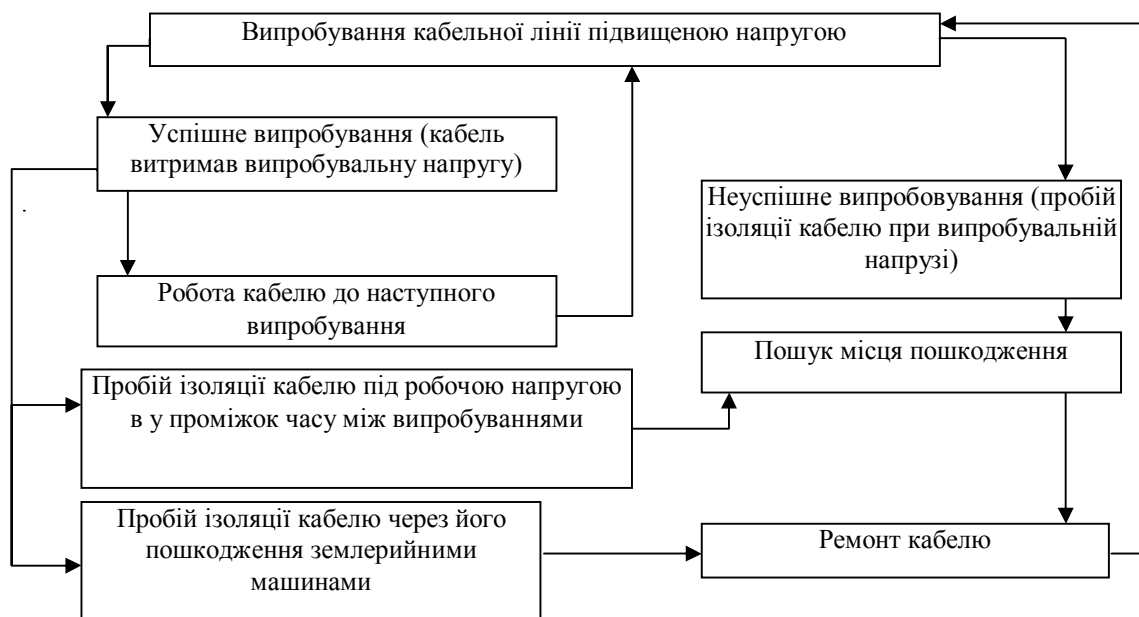 Випробування кабельної лінії підвищеною напругою
Успішне випробування (кабель
витримав випробувальну напругу)
Неуспішне випробовування (пробій
ізоляції кабелю при випробувальній
напрузі)
Робота кабелю до наступного
випробування
Пошук місця пошкодження
Пробій ізоляції кабелю під робочою напругою
в у проміжок часу між випробуваннями
Пробій ізоляції кабелю через його
пошкодження землерийними
машинами
Ремонт кабелю